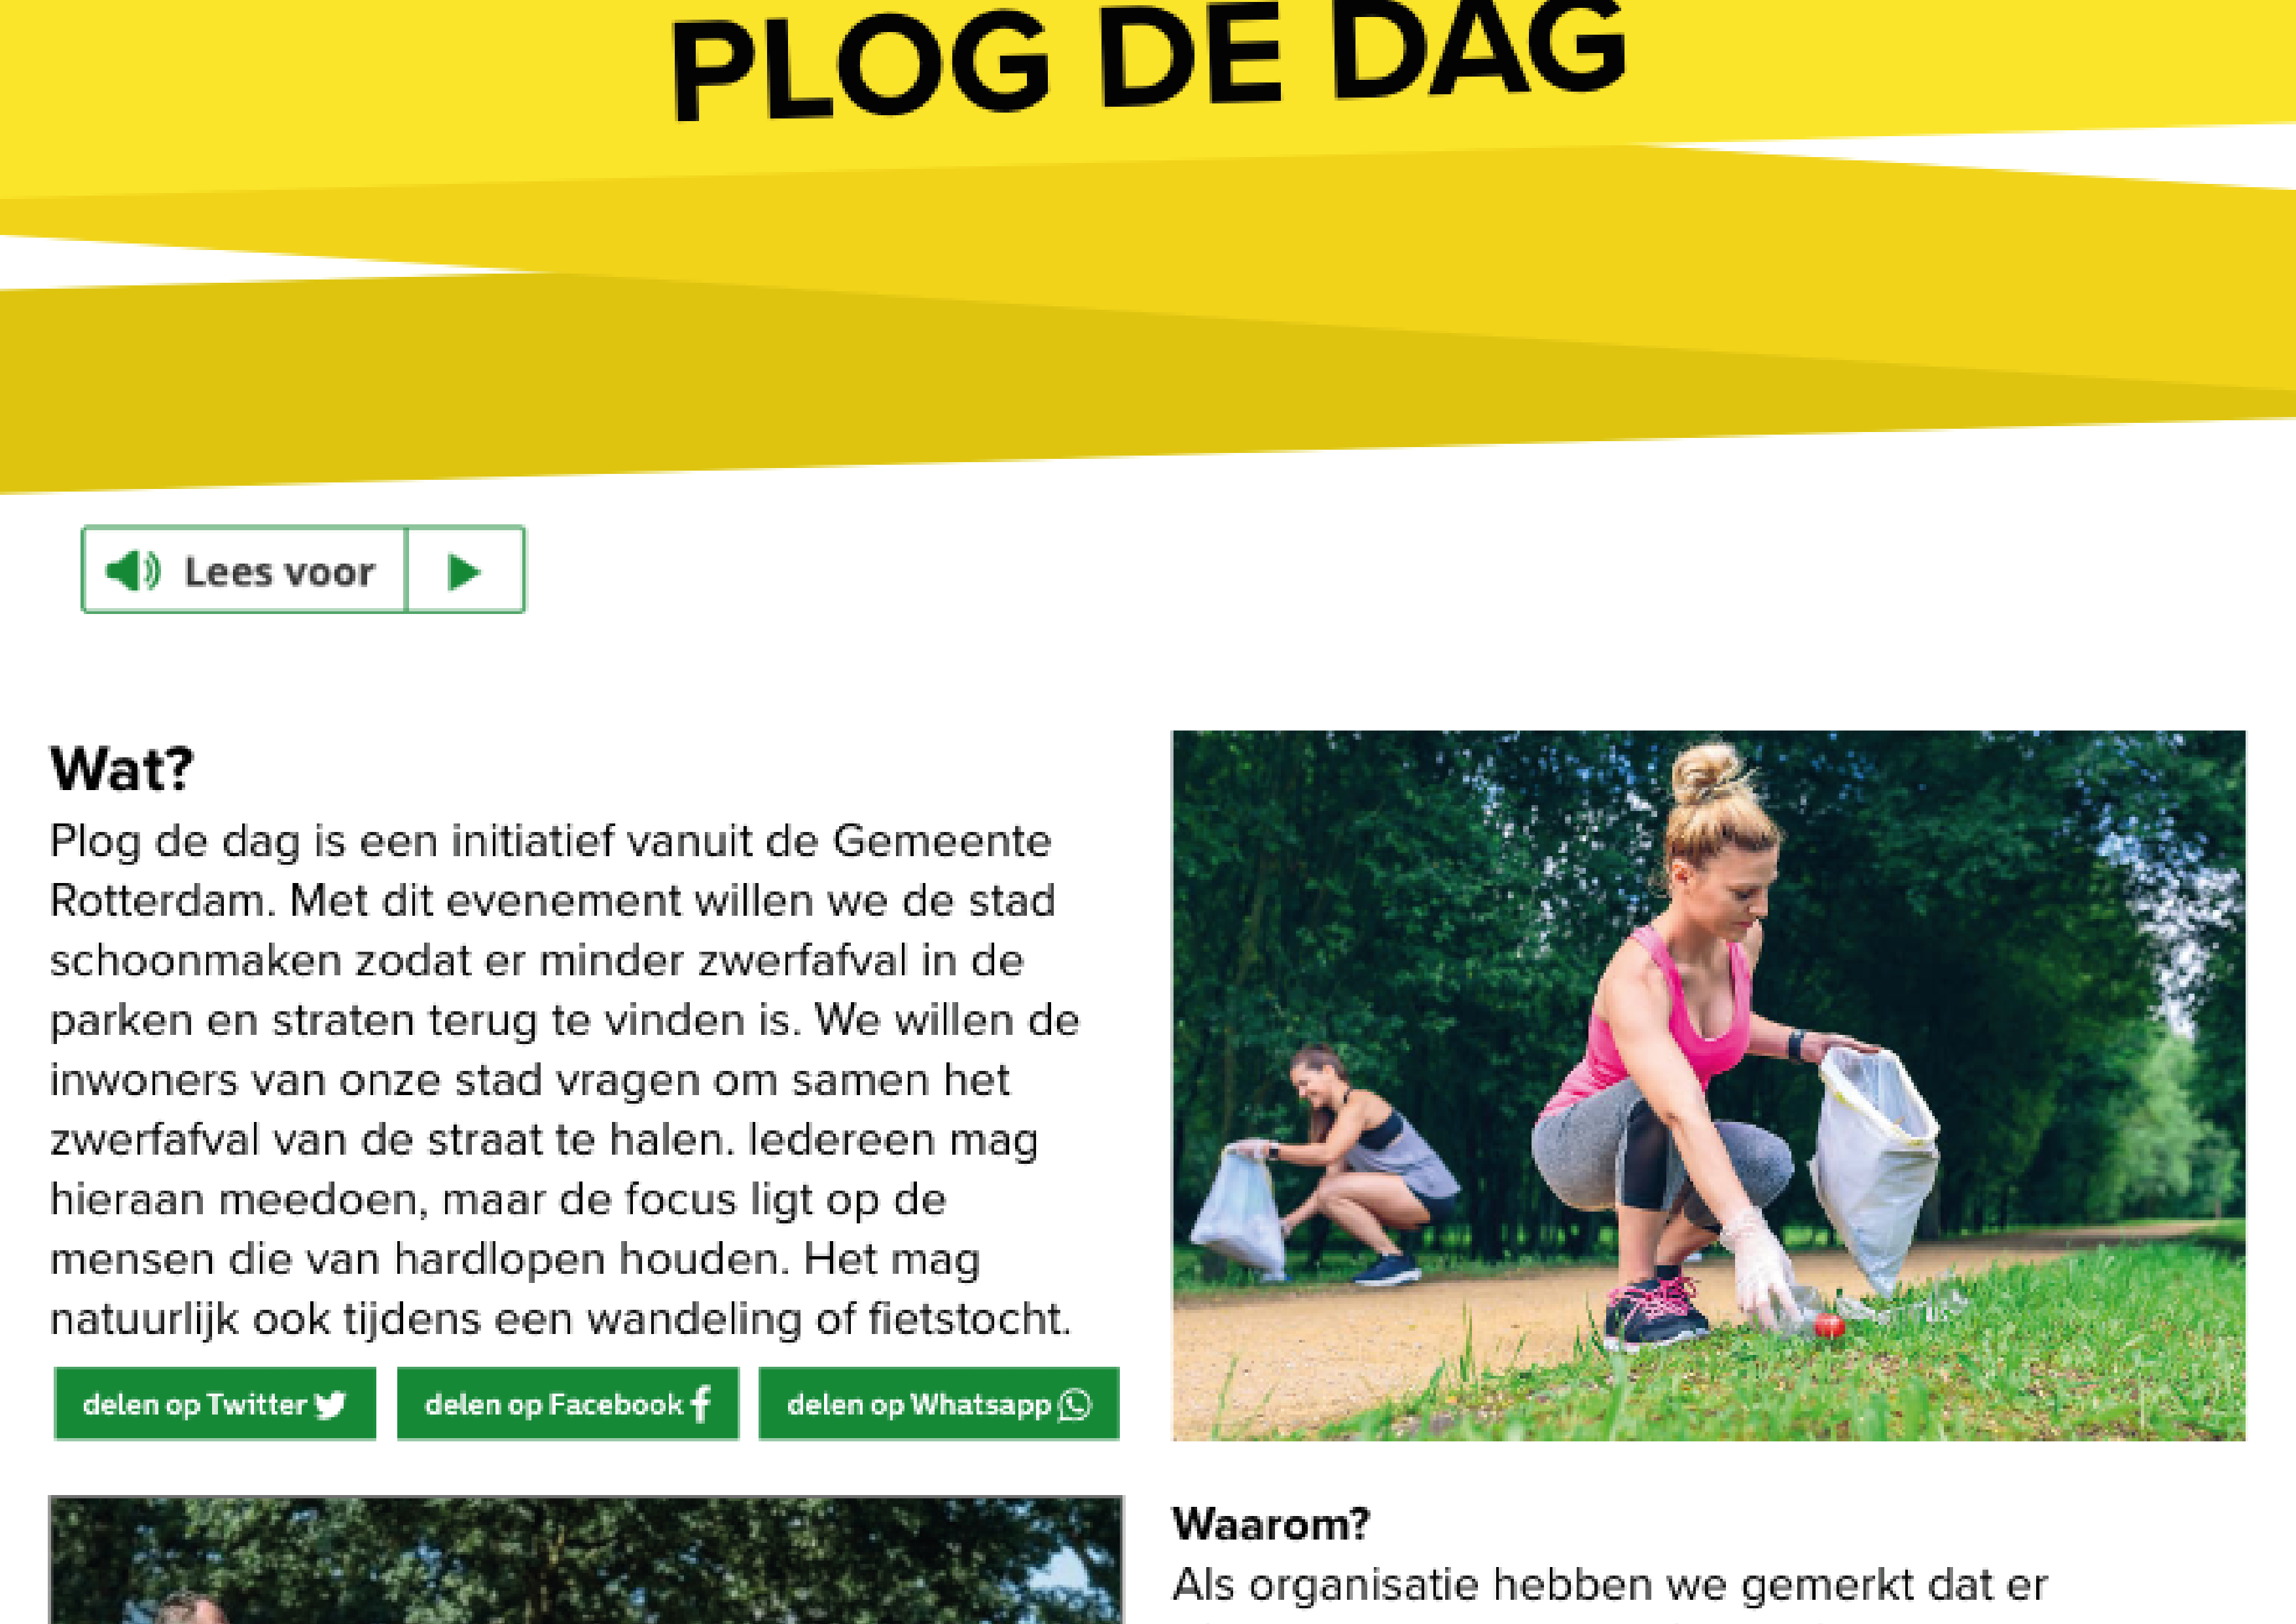 PLOG DE DAG
Lees voor
Wat?
Plog de dag is een initiatief vanuit de Gemeente
Rotterdam. Met dit evenement willen we de stad
schoonmaken zodat er minder zwerfafval in de
parken en straten terug te vinden is. We willen de
inwoners van onze stad vragen om samen het
zwerfafval van de straat te halen. Iedereen mag
hieraan meedoen, maar de focus ligt op de
mensen die van hardlopen houden. Het mag
natuurlijk ook tijdens een wandeling of fietstocht.
delen op Twitter
delen op Facebook
delen op Whatsapp
Waarom?
Als organisatie hebben we gemerkt dat er